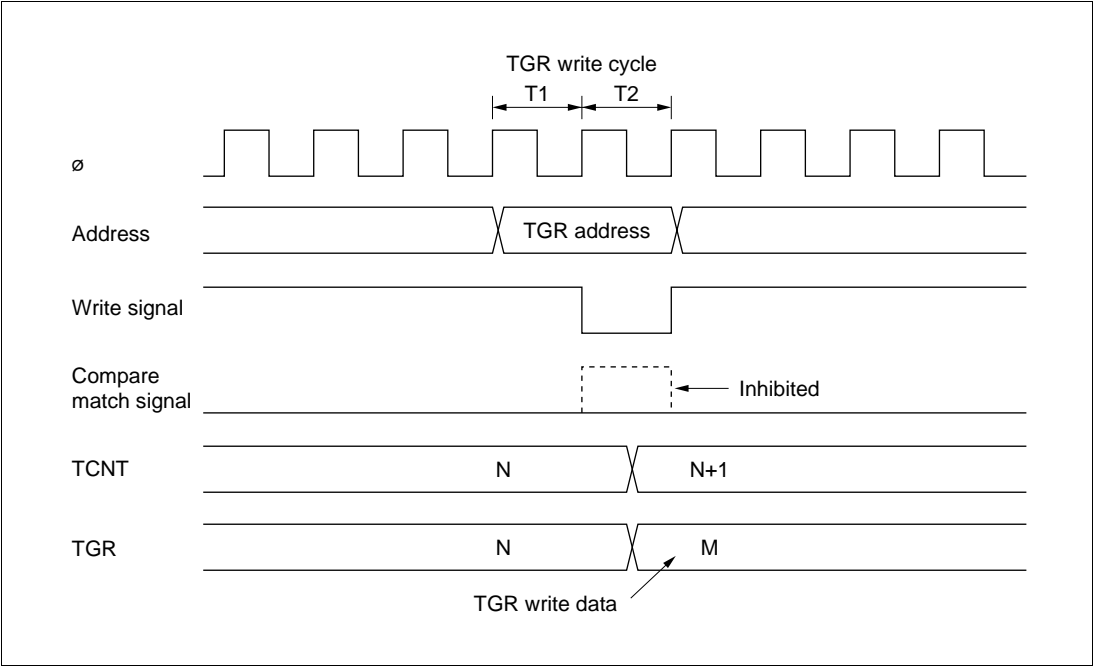 TGR write cycle
T1 T2
ø
Address
TGR address
Write signal
Compare
match signal
Inhibited
TCNT
N
N+1
TGR
N
M
TGR write data